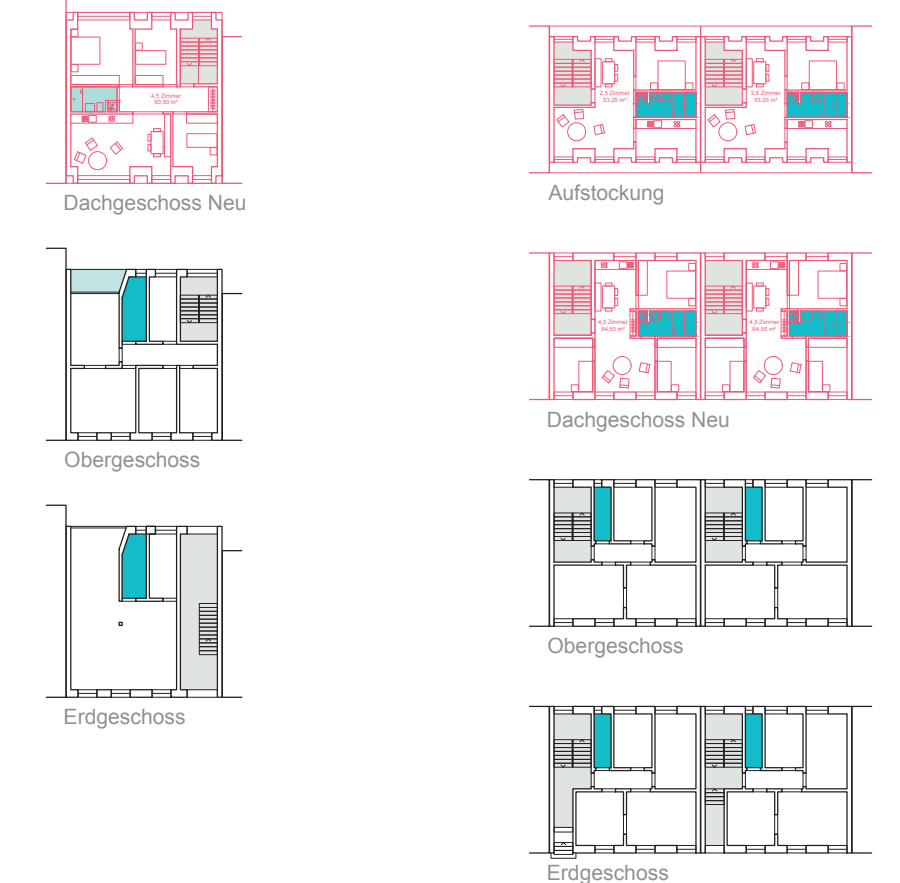 4,5 Zimmer
80,50 m²
Dachgeschoss Neu
Obergeschoss
Erdgeschoss
2,5 Zimmer
53,25 m²
2,5 Zimmer
53,25 m²
Aufstockung
4,5 Zimmer
64,50 m²
4,5 Zimmer
64,50 m²
Dachgeschoss Neu
Obergeschoss
Erdgeschoss